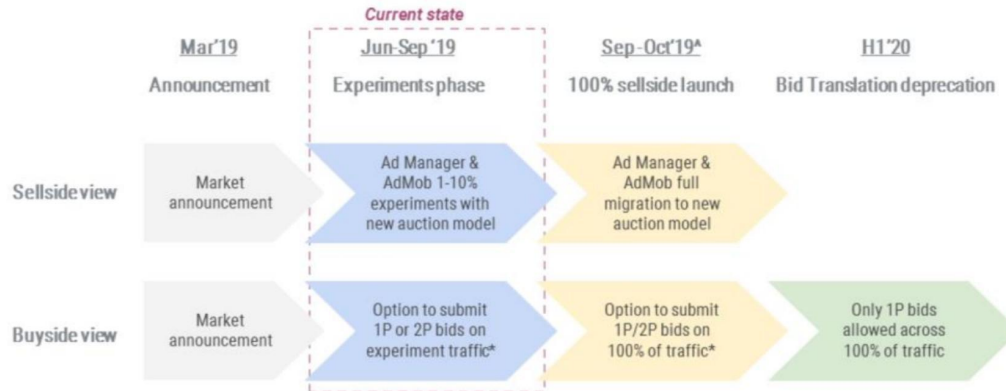 Current state
Mar'19
Jun-Sep '19
Sep-Oct'19^
H1'20
Announcement
Experiments phase
100% sellside launch
Bid Translation deprecation
Sellside view
Market
announcement
Ad Manager &
AdMob 1-10%
experiments with
new auction model
Ad Manager &
AdMob full
migration to new
auction model
Buyside view
Market
announcement
Option to submit
1P or 2P bids on
experiment traffic*
Option to submit
1P/2P bids on
100% of traffic*
Only 1P bids
allowed across
100% of traffic